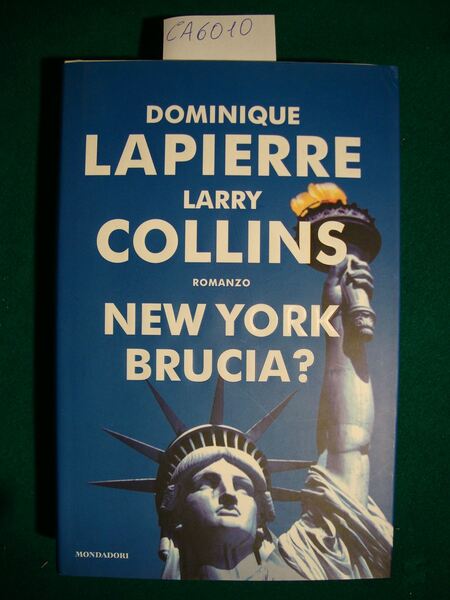 CA6010
DOMINIQUE
LAPIERRE
LARRY
COLLINS
ROMANZO
NEW YORK
BRUCIA?
MONDADORI